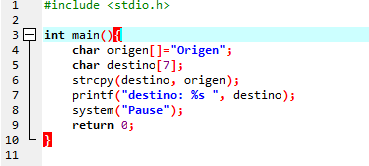 1 #include <stdio.h>
2
3 int main(){
4 char origen[]="Origen";
5 char destino[7];
6 strcpy(destino, origen);
7 printf("destino: %s ", destino);
8 system("Pause");
9 return 0;
10 }
11